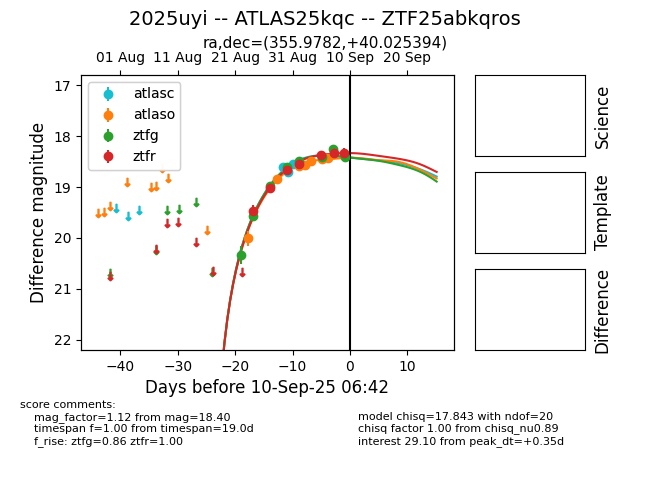 2025uyi -- ATLAS25kqc -- ZTF25abkqros
ra,dec=(355.9782,+40.025394)
01 Aug 11 Aug 21 Aug 31 Aug 10 Sep 20 Sep
atlasc
atlaso
ztfg
ztfr
17
18
19
20
21
22
Difference magnitude
−40 −30 −20 −10 0 10
Days before 10-Sep-25 06:42
Science
Template
Difference
score comments:
mag_factor=1.12 from mag=18.40
timespan f=1.00 from timespan=19.0d
f_rise: ztfg=0.86 ztfr=1.00
model chisq=17.843 with ndof=20
chisq factor 1.00 from chisq_nu0.89
interest 29.10 from peak_dt=+0.35d